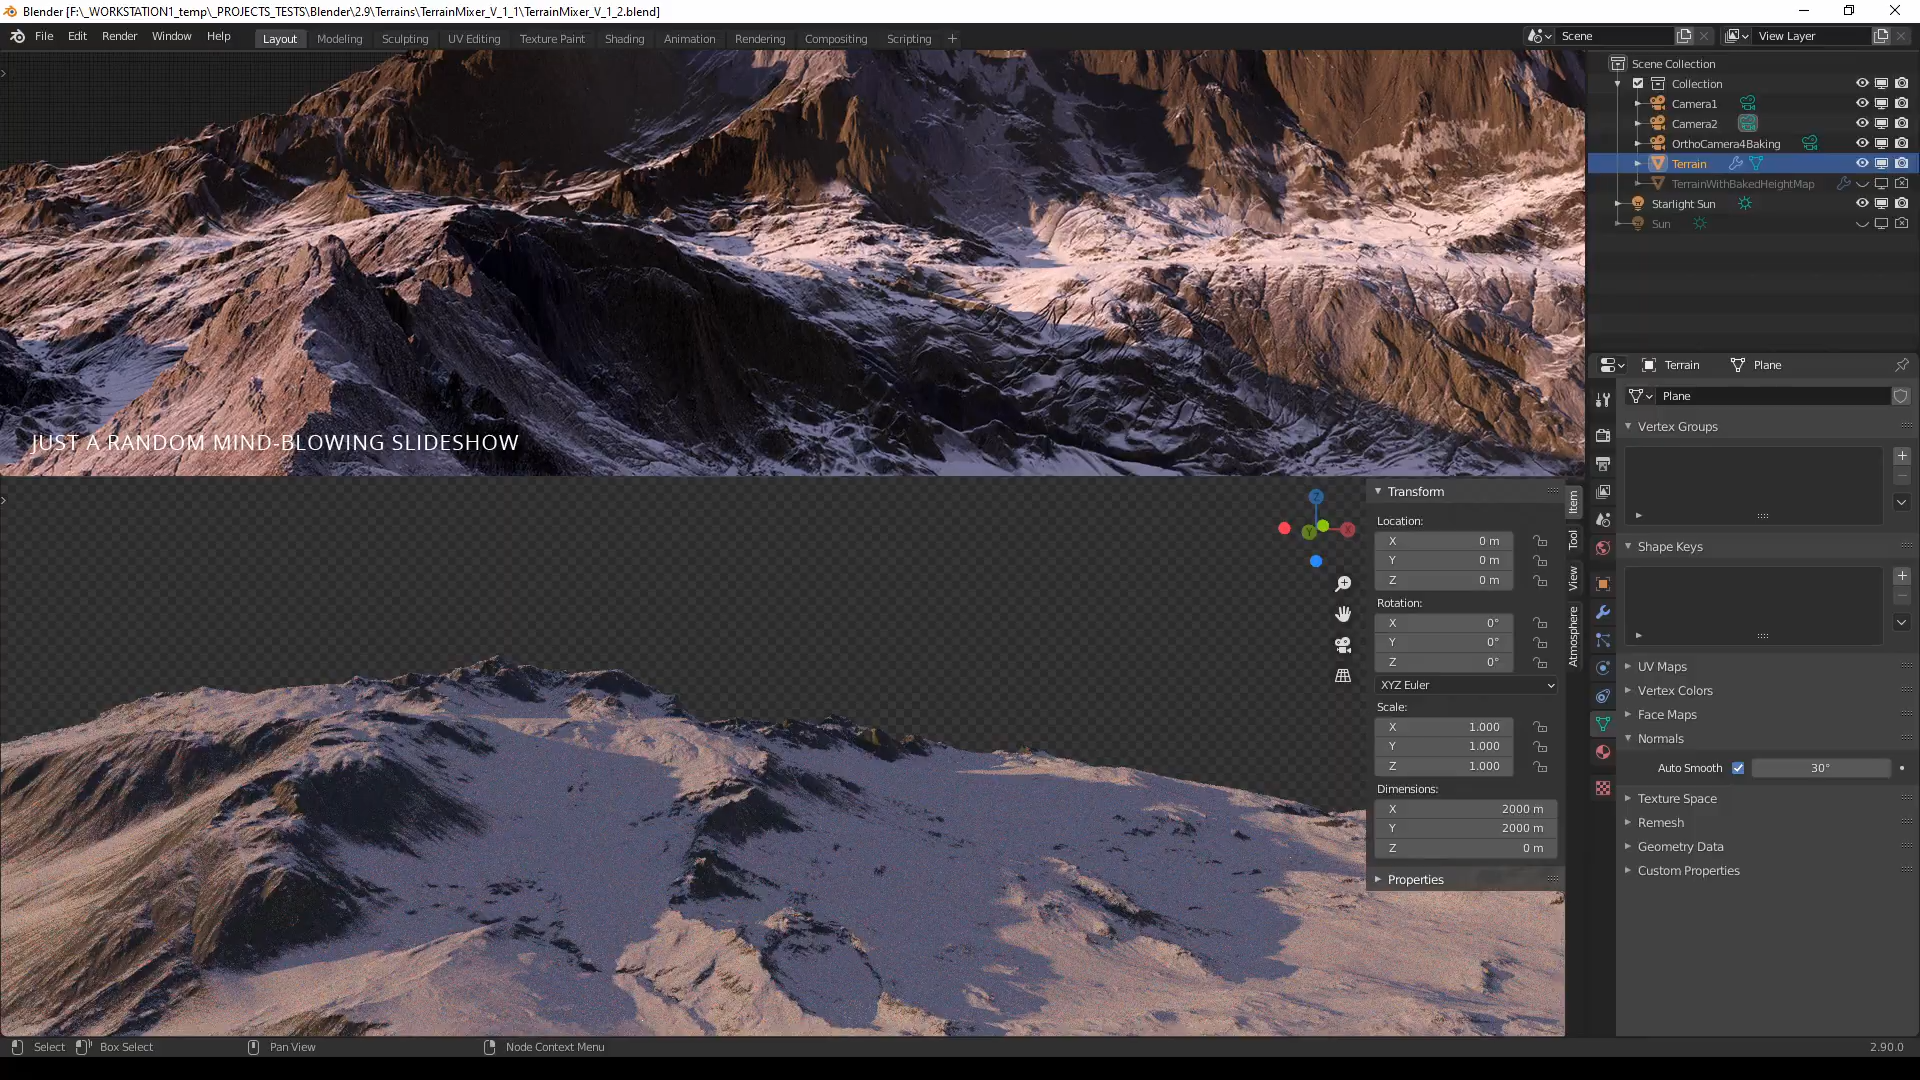 Blender [F:\_WORKSTATION1_temp\_PROJECTS_TESTS\Blender\2.9\Terrains\TerrainMixer_V_1_1\TerrainMixer_V_1_2.blend]
File Edit Render Window Help Layout Modeling Sculpting UV Editing Texture Paint Shading Animation Rendering Compositing Scripting + Scene View Layer
Scene Collection
Collection
Camera1
Camera2
OrthoCamera4Baking
Terrain
TerrainWithBakedHeightMap
Starlight Sun
Sun
Terrain Plane
Plane
Vertex Groups
Shape Keys
UV Maps
Vertex Colors
Face Maps
Normals
Auto Smooth 30°
Texture Space
Remesh
Geometry Data
Custom Properties
JUST A RANDOM MIND-BLOWING SLIDESHOW
Transform
Location:
X 0 m
Y 0 m
Z 0 m
Rotation:
X 0°
Y 0°
Z 0°
XYZ Euler
Scale:
X 1.000
Y 1.000
Z 1.000
Dimensions:
X 2000 m
Y 2000 m
Z 0 m
Properties
Item
Tool
View
Atmosphere
Z
Y
X
Select Box Select Pan View Node Context Menu 2.90.0